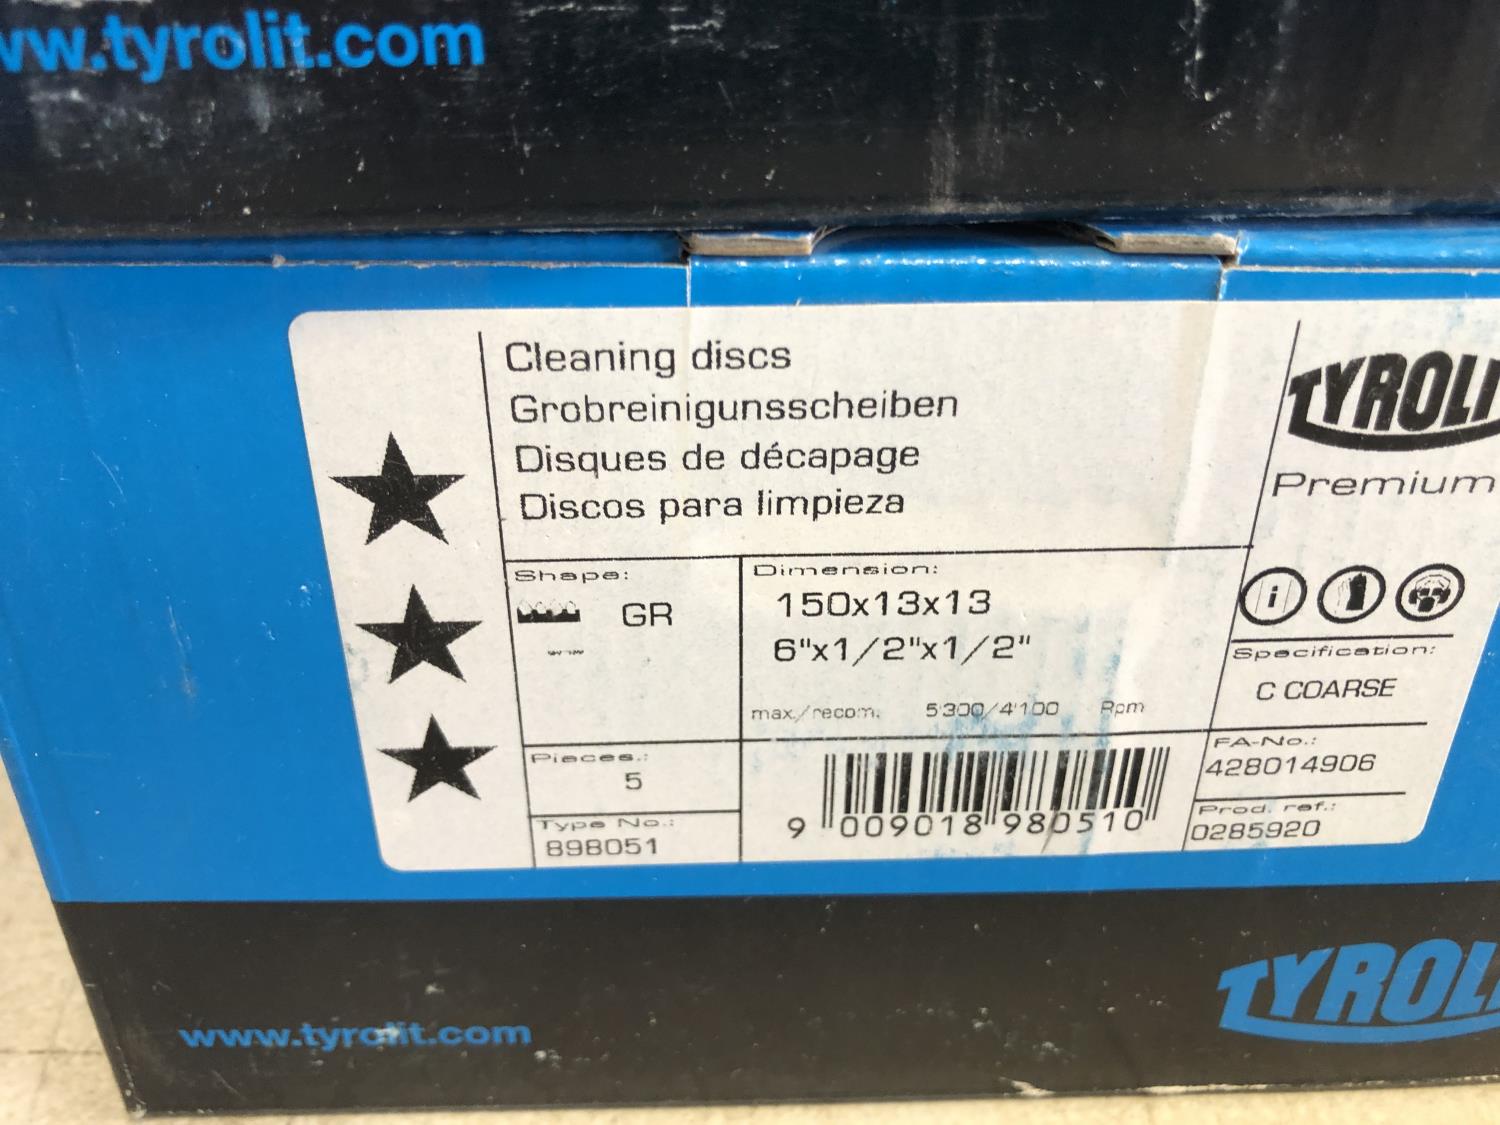 ww.tyrolit.com
Cleaning discs
Grobreinigunsscheiben
Disques de décapage
Discos para limpieza
TYROLIT
Premium
Shape:
GR
Dimension:
150x13x13
6"x1/2"x1/2"
max./recom. 5'300/4'100 Rpm
i
Specification:
C COARSE
Pieces.:
5
FA-No.:
428014906
Type No.:
898051
9 009018 980510
Prod. ref.:
0285920
TYROLI
www.tyrolit.com